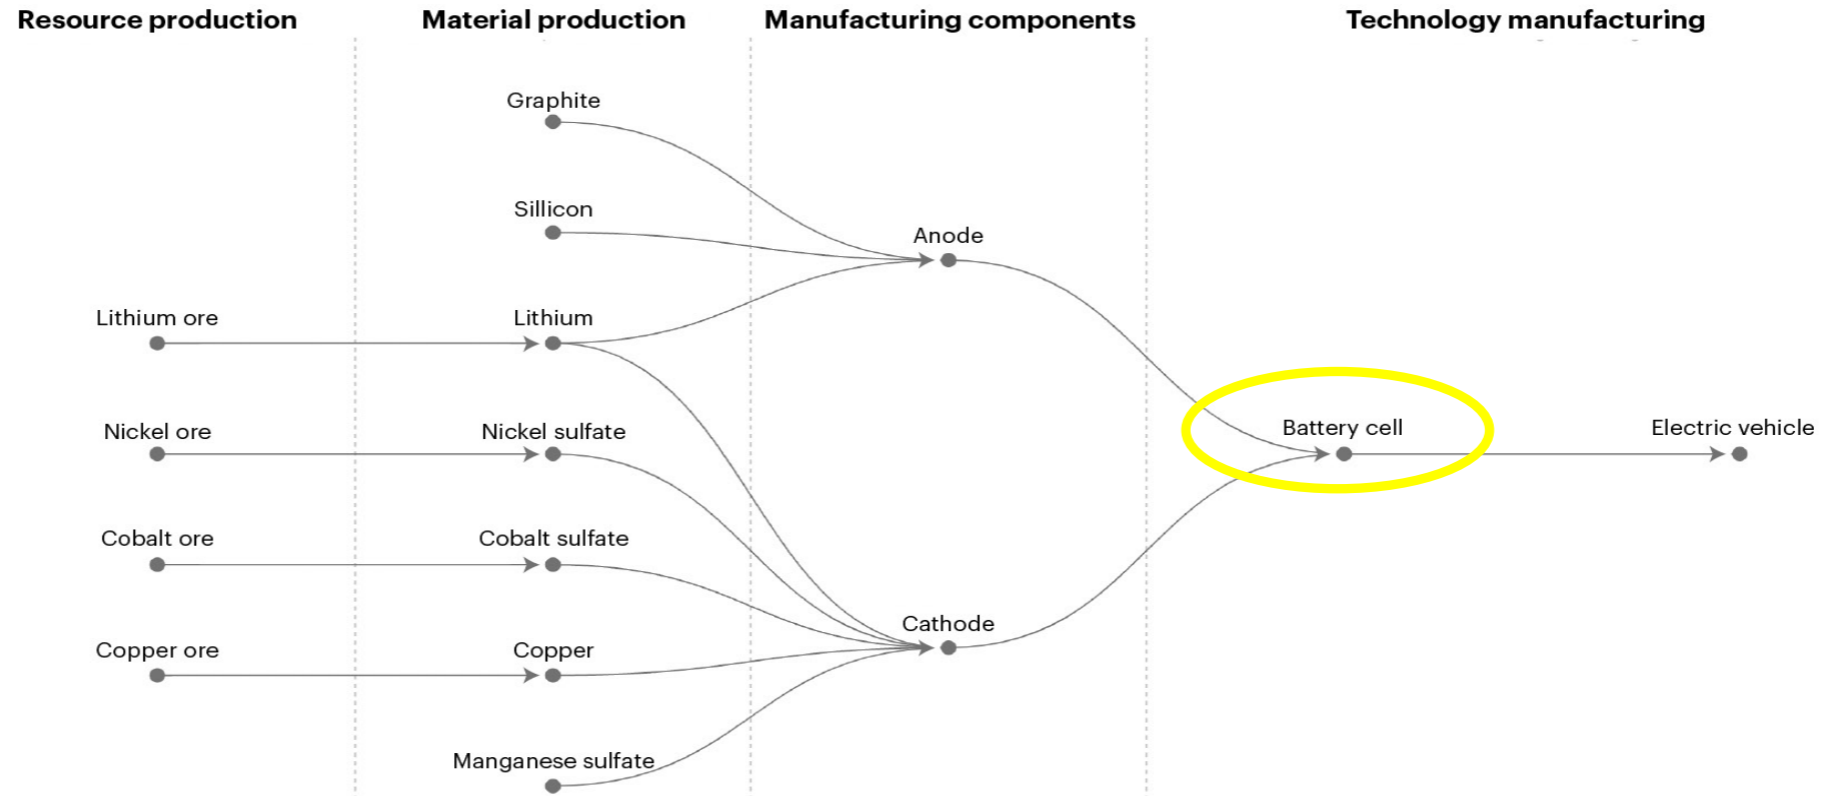 Resource production
Material production
Manufacturing components
Technology manufacturing
Graphite
Sillicon
Anode
Lithium ore
Lithium
Nickel ore
Nickel sulfate
Battery cell
Electric vehicle
Cobalt ore
Cobalt sulfate
Cathode
Copper ore
Copper
Manganese sulfate